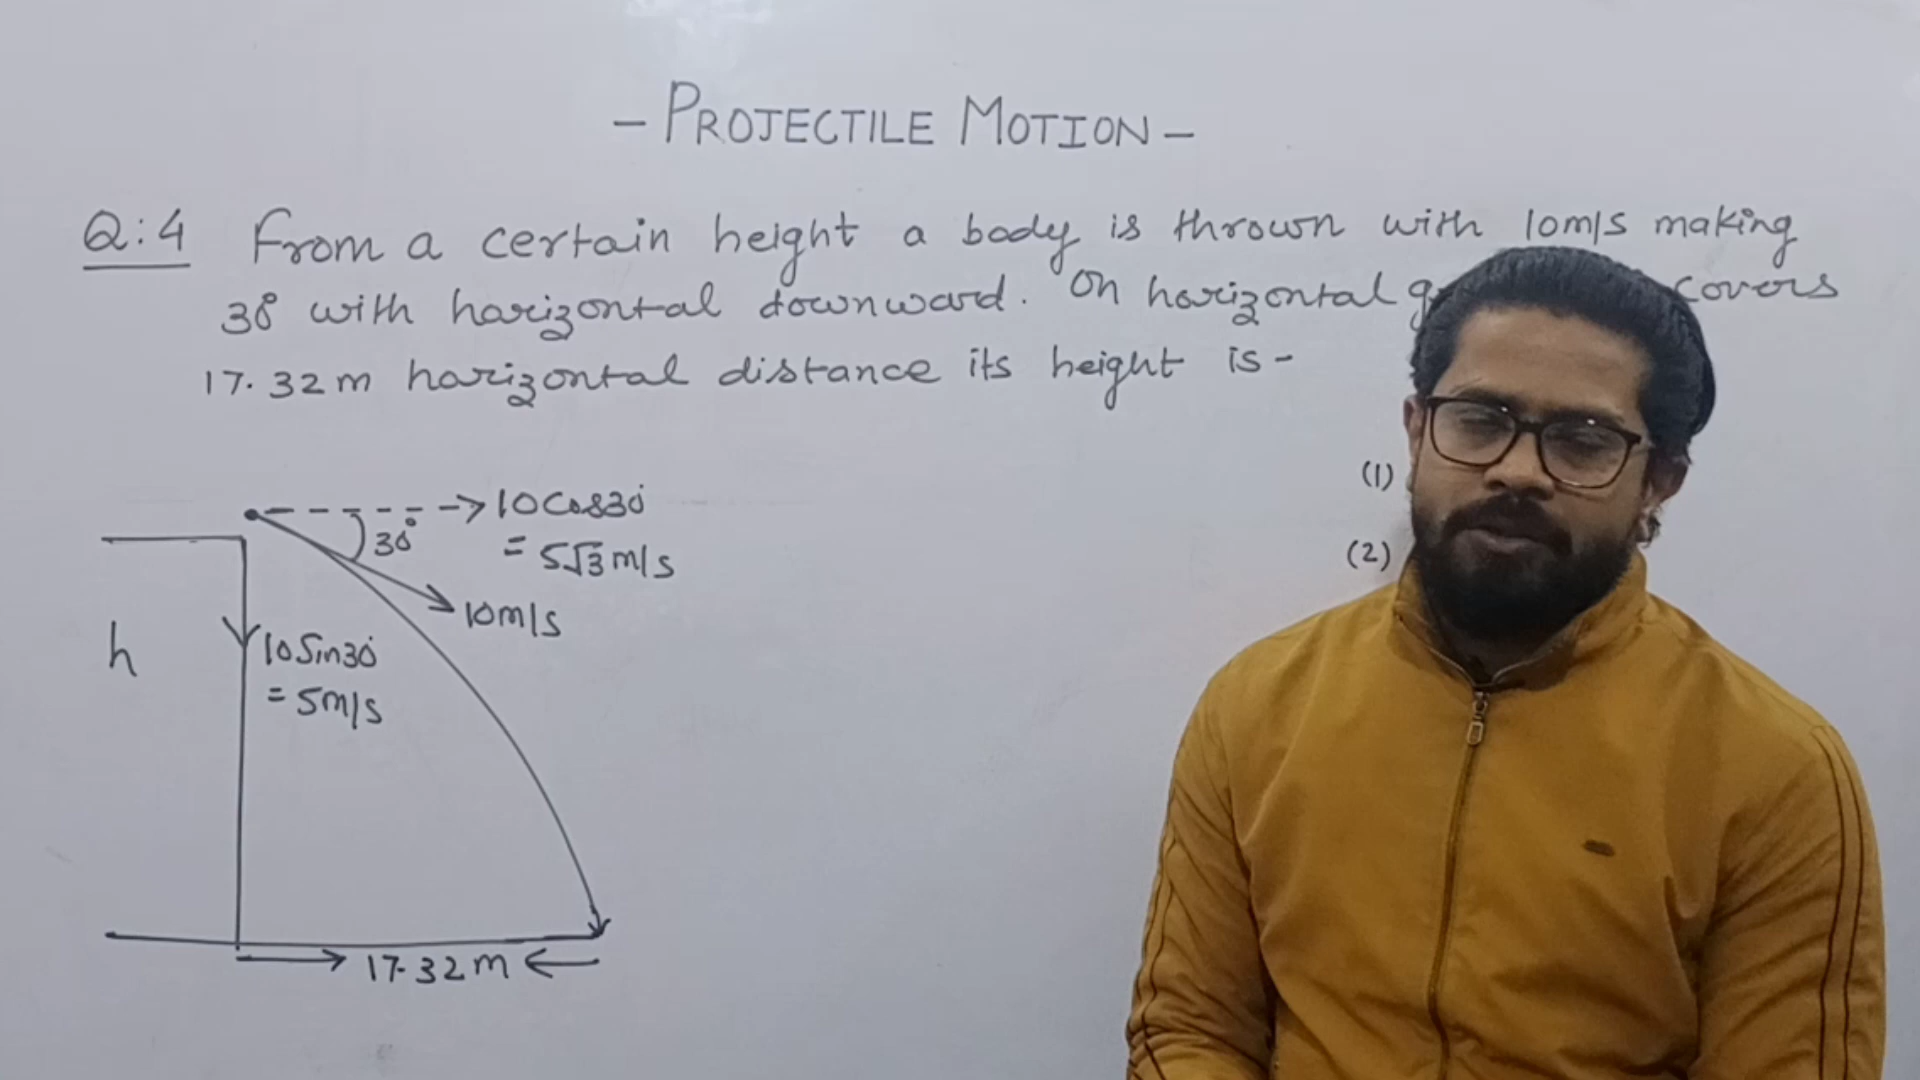 - PROJECTILE MOTION -
Q:4 From a certain height a body is thrown with 10m/s making
30° with horizontal downward. On horizontal covers
17.32m horizontal distance its height is -
(1)
(2)
10Cos30°
= 5√3 m/s
30°
10m/s
h
10Sin30°
= 5m/s
17.32m